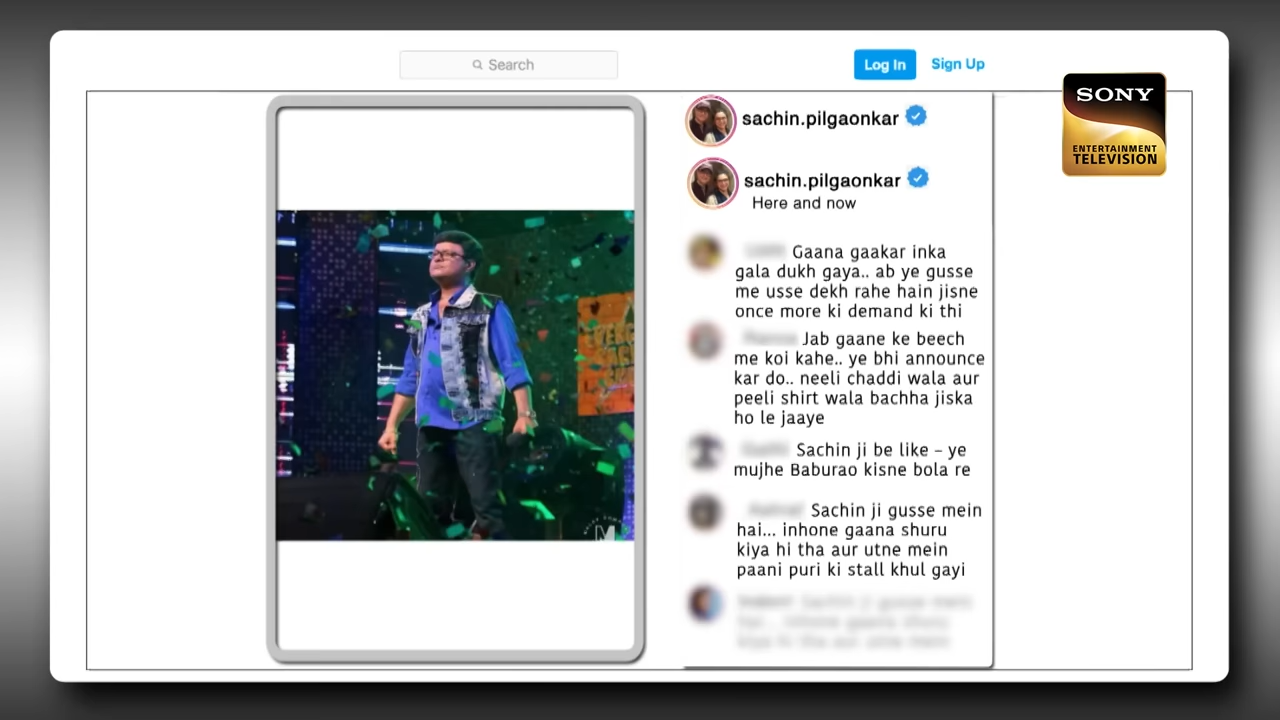 Search
Log In
Sign Up
SONY
ENTERTAINMENT
TELEVISION
sachin.pilgaonkar
sachin.pilgaonkar
Here and now
Gaana gaakar inka
gala dukh gaya.. ab ye gusse
me usse dekh rahe hain jisne
once more ki demand ki thi
Jab gaane ke beech
me koi kahe.. ye bhi announce
kar do.. neeli chaddi wala aur
peeli shirt wala bachha jiska
ho le jaaye
Sachin ji be like – ye
mujhe Baburao kisne bola re
Sachin ji gusse mein
hai... inhone gaana shuru
kiya hi tha aur utne mein
paani puri ki stall khul gayi